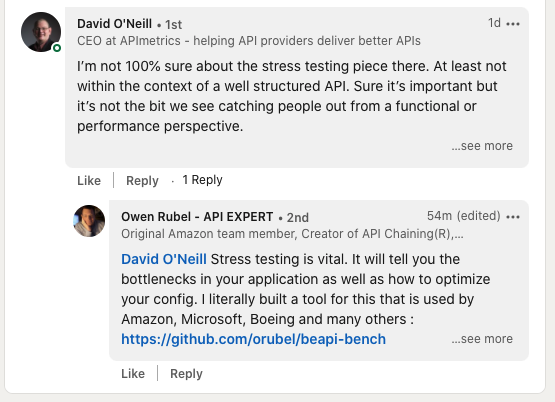 David O'Neill • 1st
1d •••
CEO at APImetrics - helping API providers deliver better APIs
I'm not 100% sure about the stress testing piece there. At least not
within the context of a well structured API. Sure it's important but
it's not the bit we see catching people out from a functional or
performance perspective.
...see more
Like | Reply · 1 Reply
Owen Rubel - API EXPERT • 2nd
54m (edited) •••
Original Amazon team member, Creator of API Chaining(R),...
David O'Neill Stress testing is vital. It will tell you the
bottlenecks in your application as well as how to optimize
your config. I literally built a tool for this that is used by
Amazon, Microsoft, Boeing and many others :
https://github.com/orubel/beapi-bench
...see more
Like | Reply